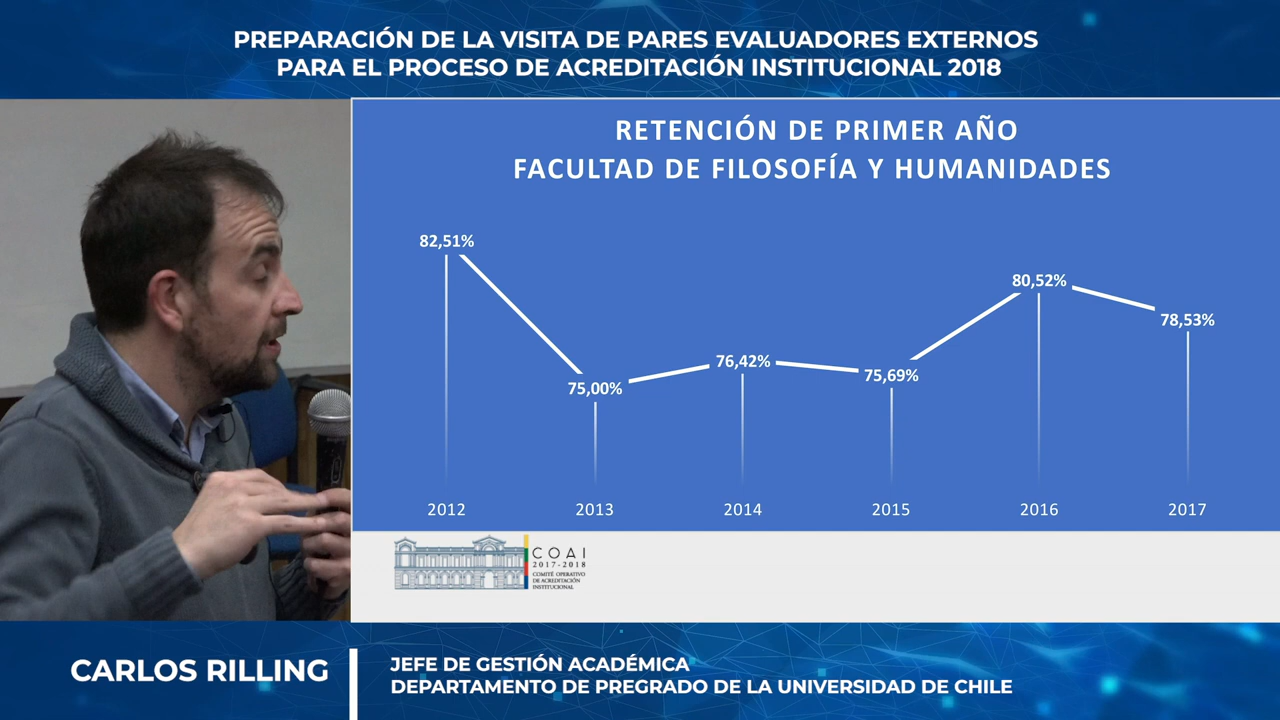 PREPARACIÓN DE LA VISITA DE PARES EVALUADORES EXTERNOS
PARA EL PROCESO DE ACREDITACIÓN INSTITUCIONAL 2018
RETENCIÓN DE PRIMER AÑO
FACULTAD DE FILOSOFÍA Y HUMANIDADES
82,51%
75,00%
76,42%
75,69%
80,52%
78,53%
2012
2013
2014
2015
2016
2017
COAI
2017-2018
COMITÉ OPERATIVO
DE ACREDITACIÓN
INSTITUCIONAL
CARLOS RILLING
JEFE DE GESTIÓN ACADÉMICA
DEPARTAMENTO DE PREGRADO DE LA UNIVERSIDAD DE CHILE